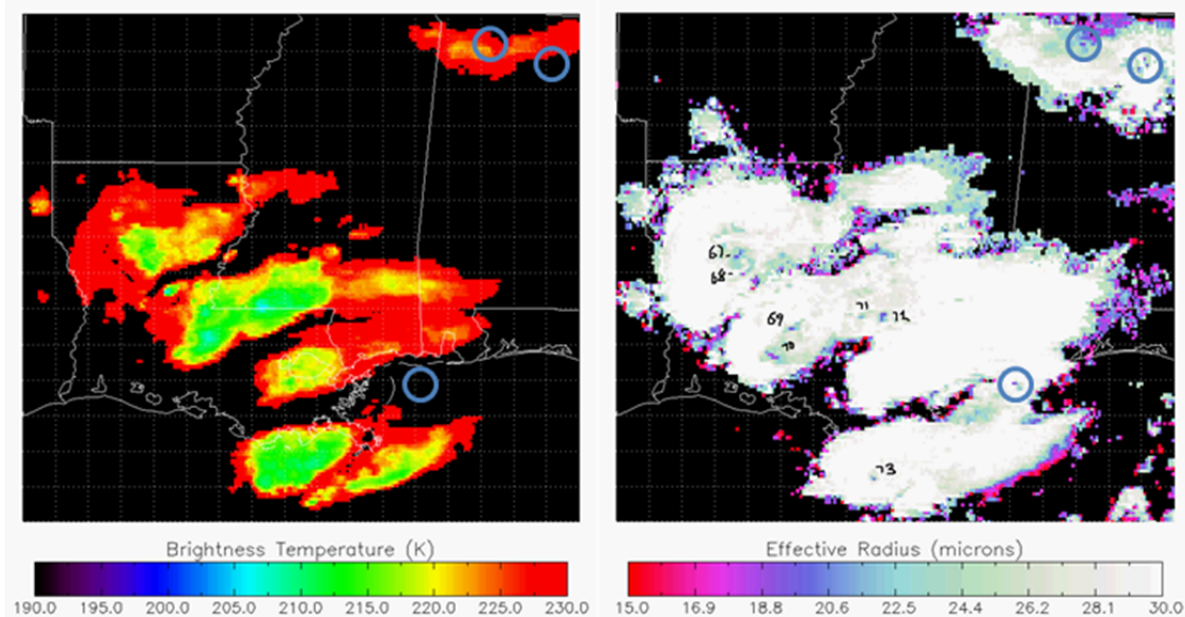 67
68
69
70
71
72
73
Brightness Temperature (K)
190.0 195.0 200.0 205.0 210.0 215.0 220.0 225.0 230.0
Effective Radius (microns)
15.0 16.9 18.8 20.6 22.5 24.4 26.2 28.1 30.0